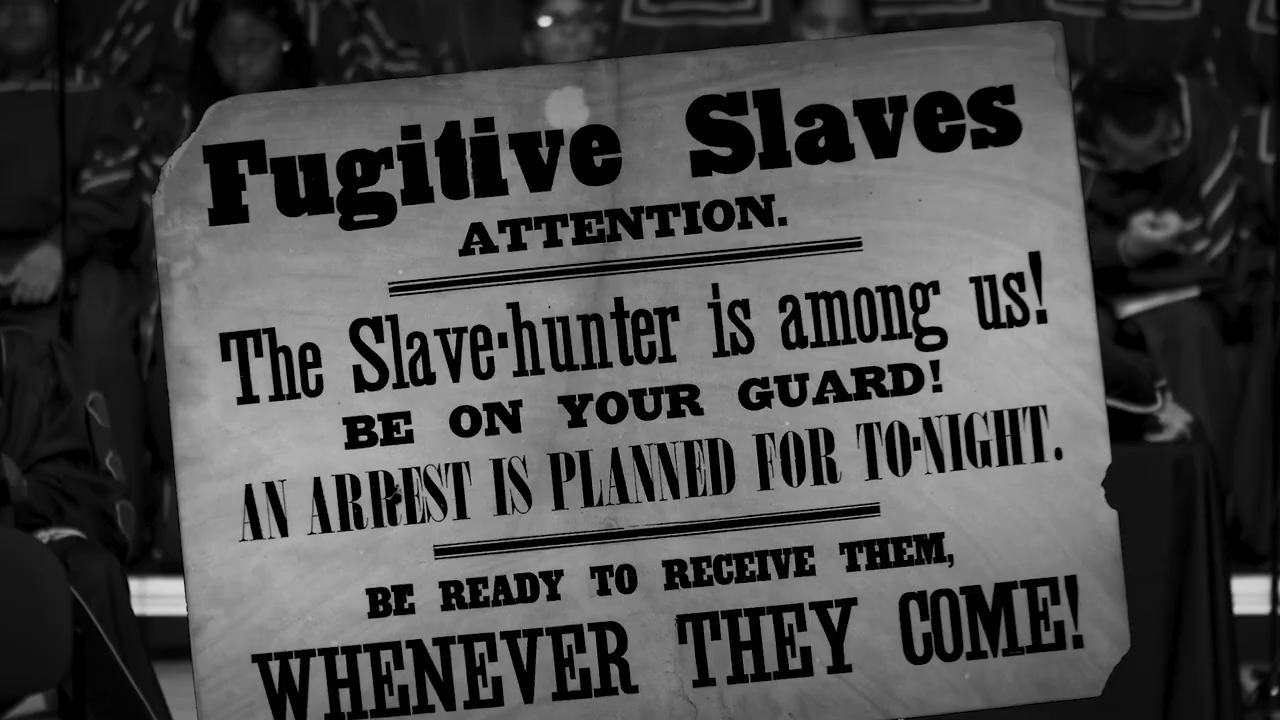 Fugitive Slaves
ATTENTION.
The Slave-hunter is among us!
BE ON YOUR GUARD!
AN ARREST IS PLANNED FOR TO-NIGHT.
BE READY TO RECEIVE THEM,
WHENEVER THEY COME!